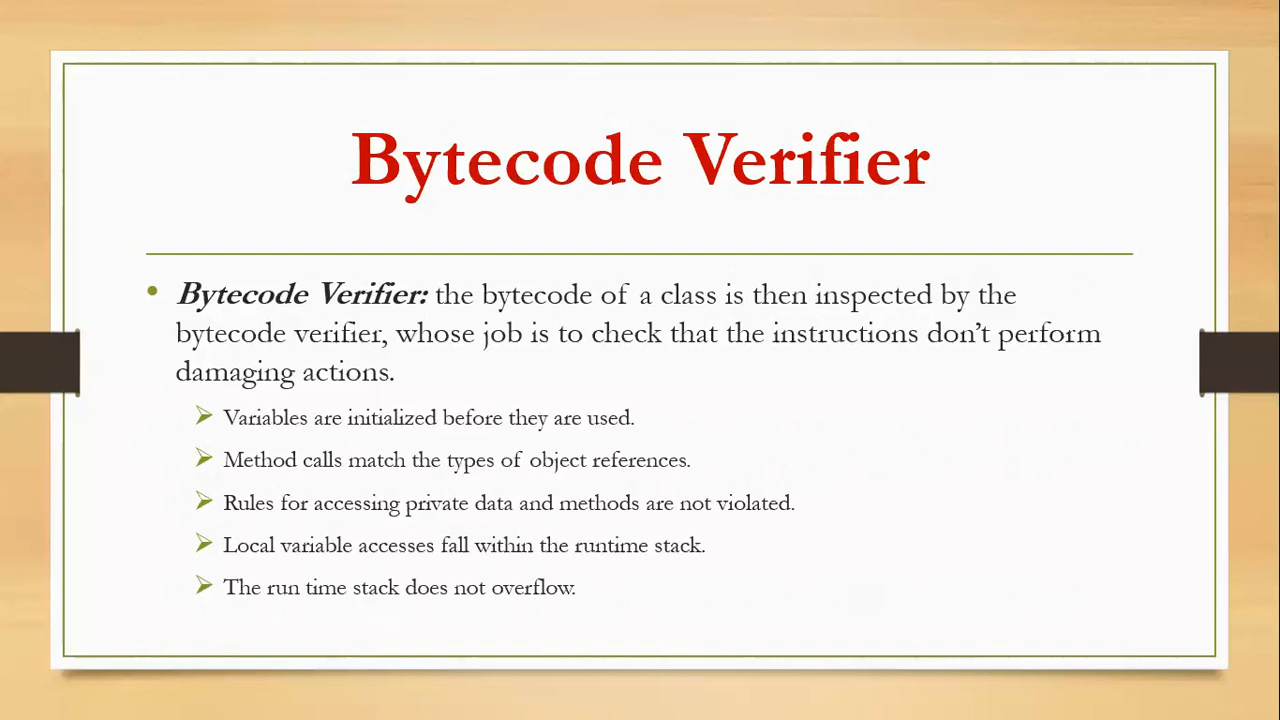 Bytecode Verifier
• Bytecode Verifier: the bytecode of a class is then inspected by the
bytecode verifier, whose job is to check that the instructions don’t perform
damaging actions.
➢ Variables are initialized before they are used.
➢ Method calls match the types of object references.
➢ Rules for accessing private data and methods are not violated.
➢ Local variable accesses fall within the runtime stack.
➢ The run time stack does not overflow.